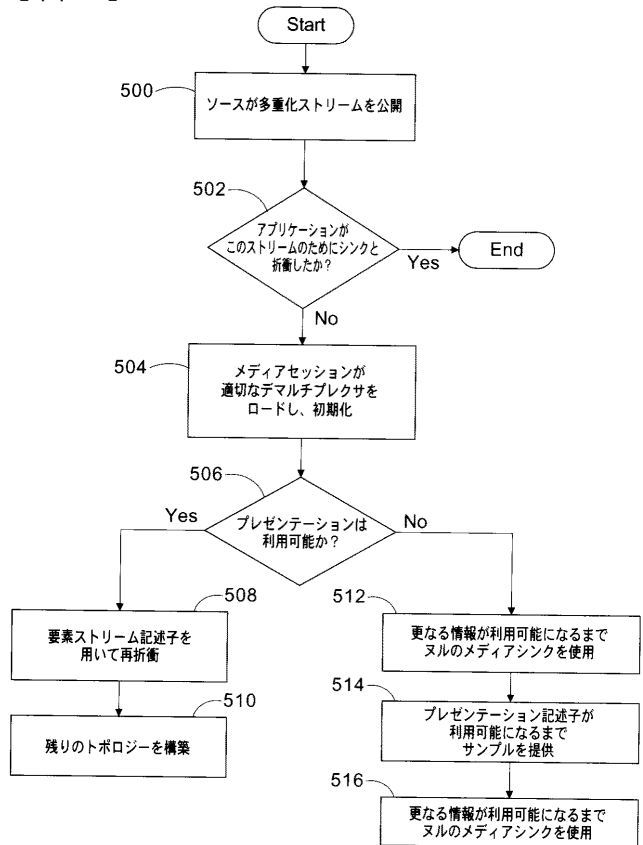 Start
500
ソースが多重化ストリームを公開
502
アプリケーションが
このストリームのためにシンクと
折衝したか？
Yes
End
No
504
メディアセッションが
適切なデマルチプレクサを
ロードし、初期化
506
プレゼンテーションは
利用可能か？
Yes
No
508
要素ストリーム記述子を
用いて再折衝
510
残りのトポロジーを構築
512
更なる情報が利用可能になるまで
ヌルのメディアシンクを使用
514
プレゼンテーション記述子が
利用可能になるまで
サンプルを提供
516
更なる情報が利用可能になるまで
ヌルのメディアシンクを使用